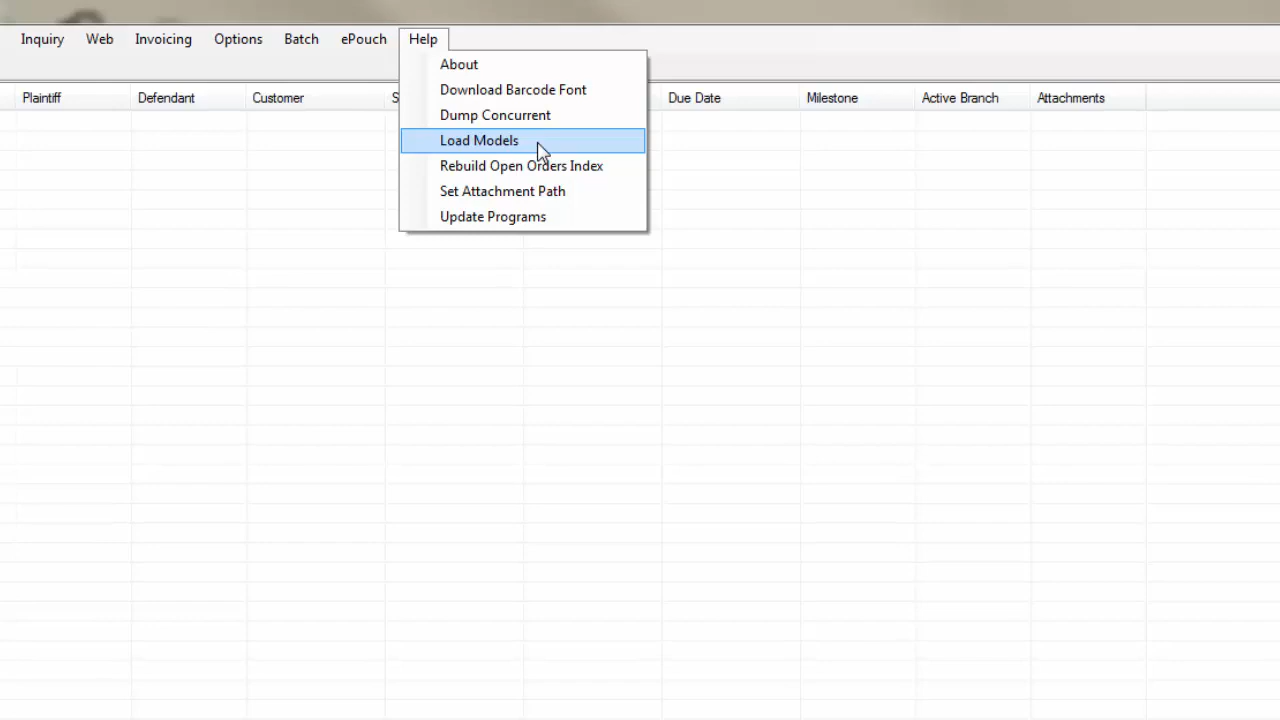 Inquiry Web Invoicing Options Batch ePouch Help
About
Download Barcode Font
Dump Concurrent
Load Models
Rebuild Open Orders Index
Set Attachment Path
Update Programs
Plaintiff Defendant Customer Due Date Milestone Active Branch Attachments